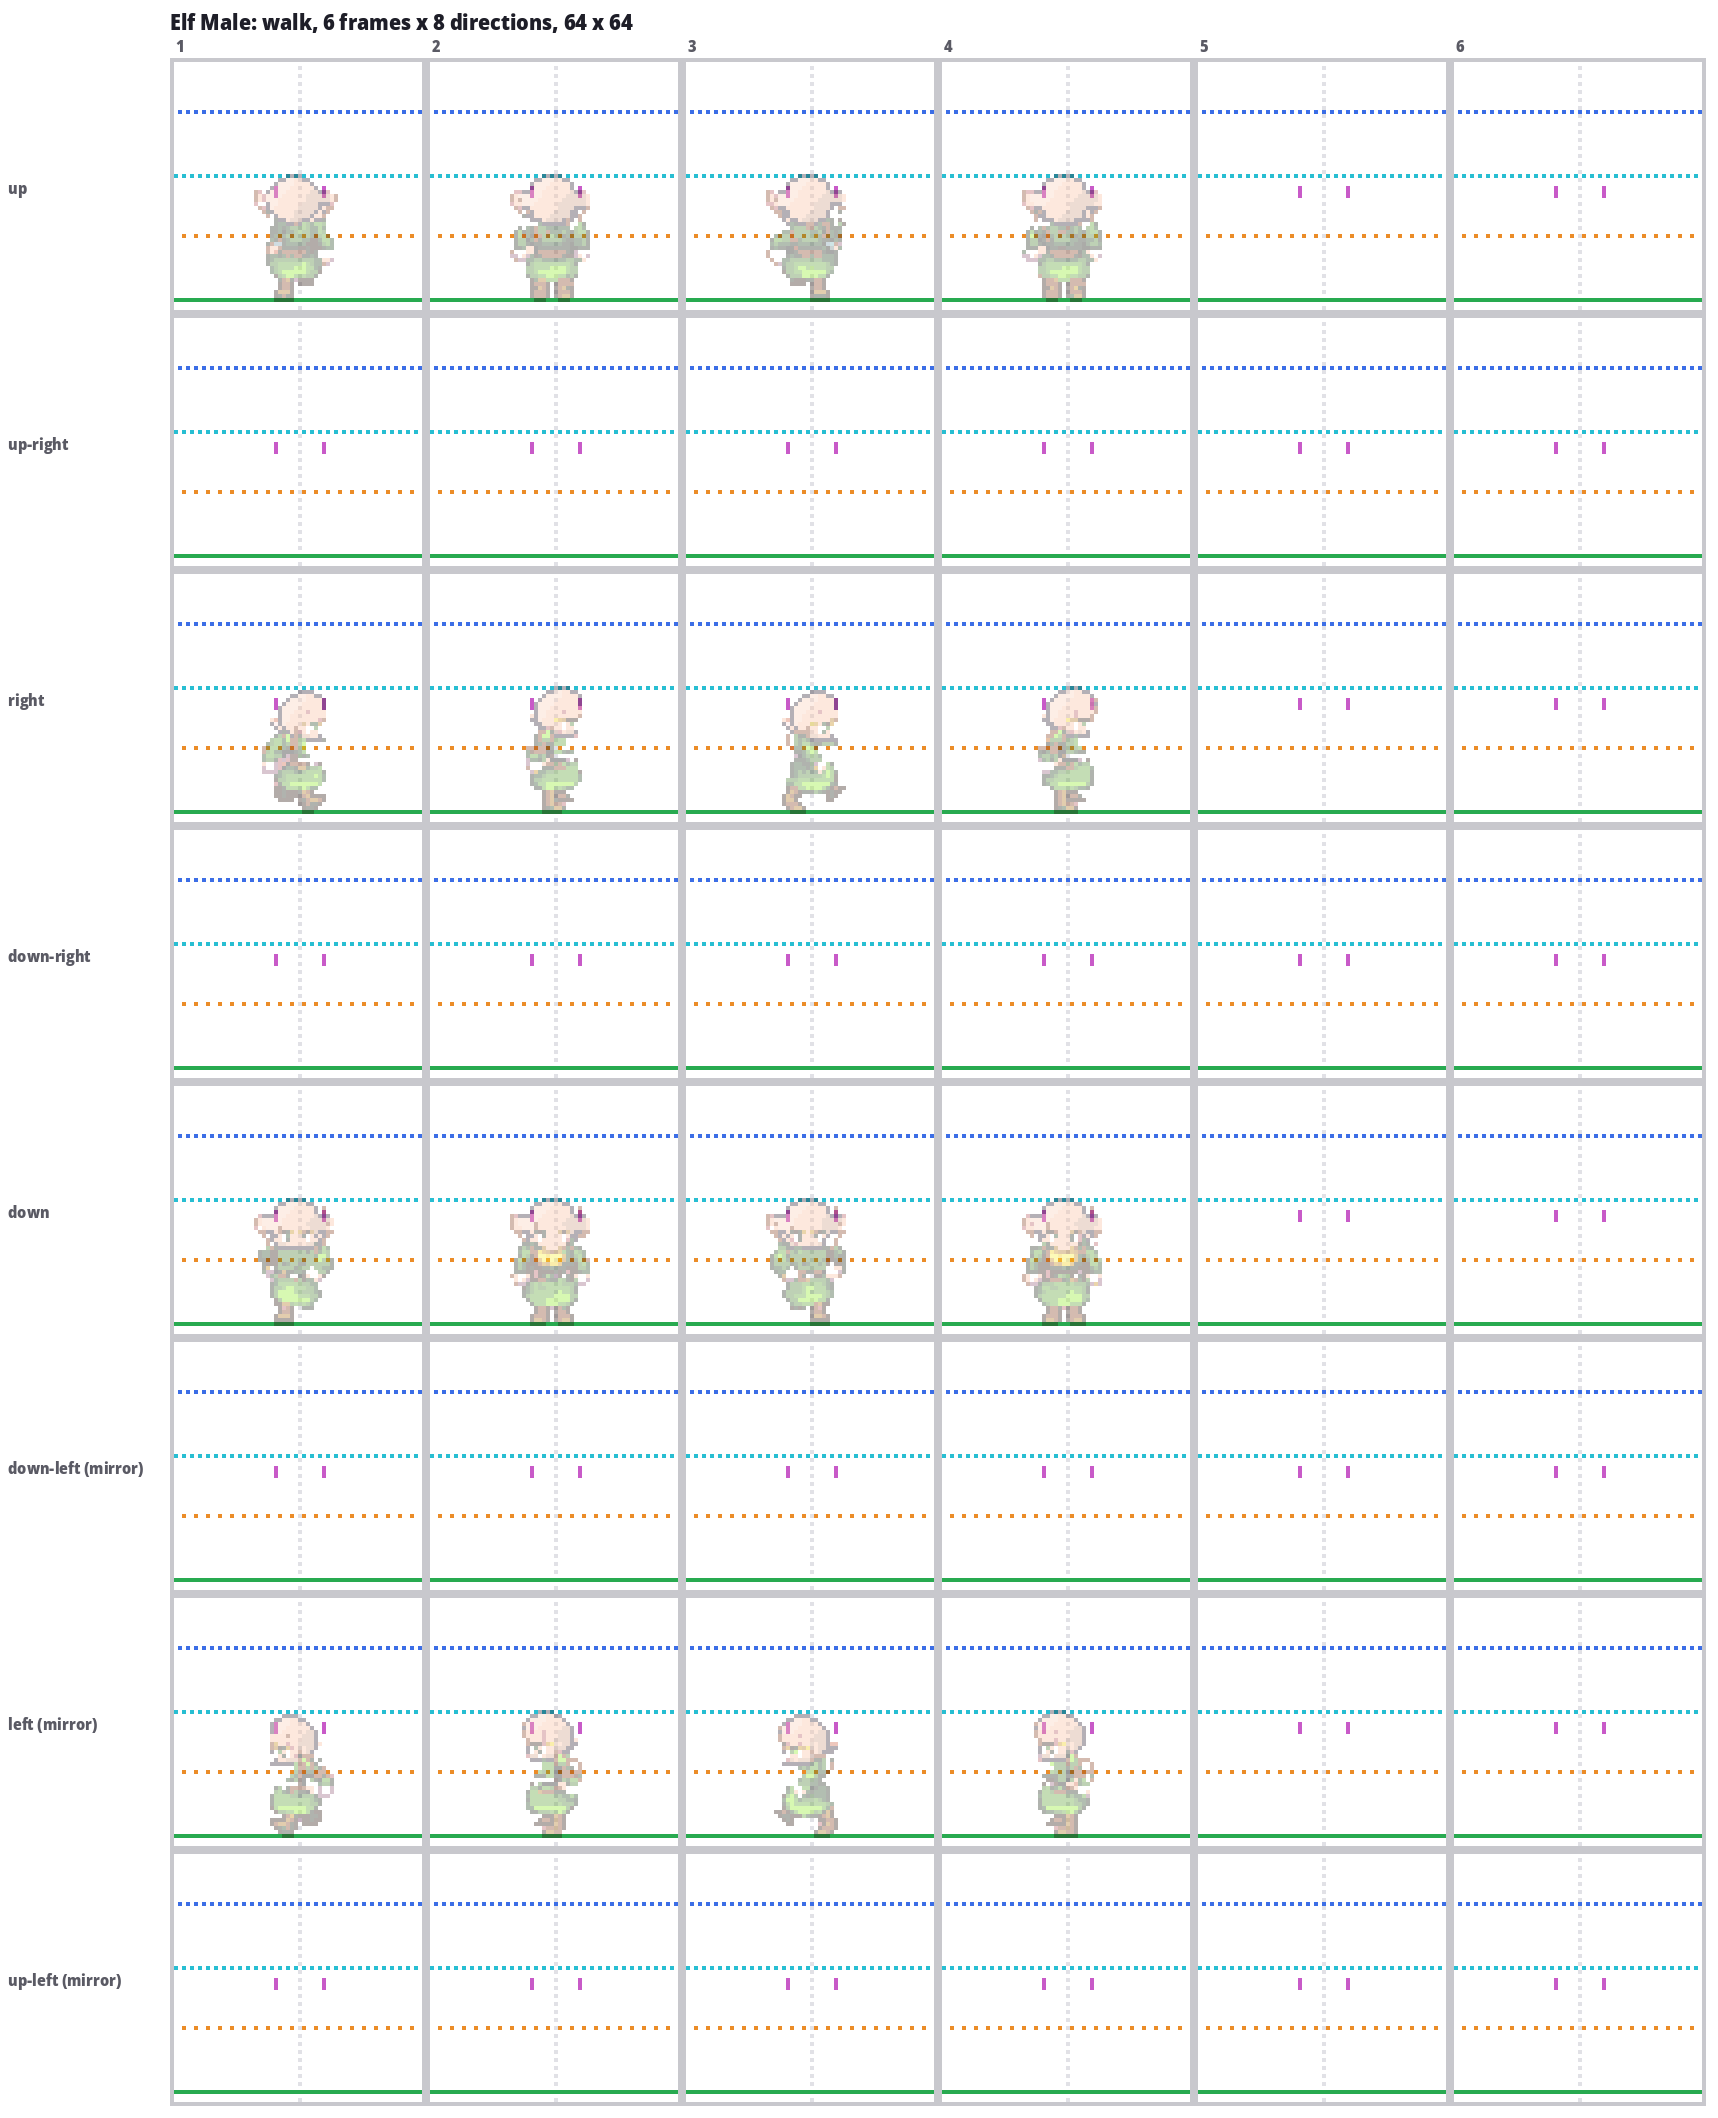 Elf Male: walk, 6 frames x 8 directions, 64 x 64
1 2 3 4 5 6
up
up-right
right
down-right
down
down-left (mirror)
left (mirror)
up-left (mirror)